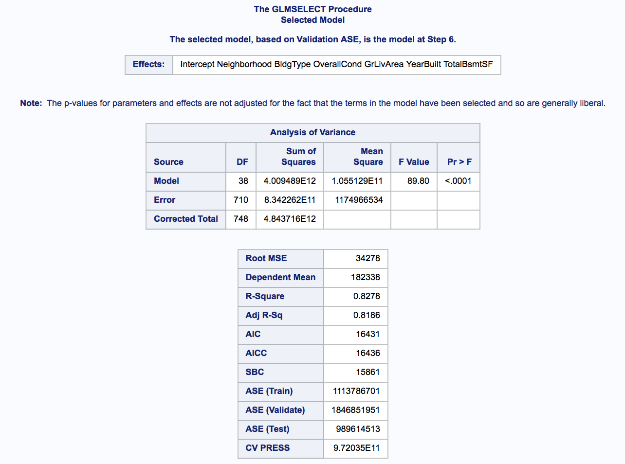 The GLMSELECT Procedure
Selected Model
The selected model, based on Validation ASE, is the model at Step 6.
Effects: Intercept Neighborhood BldgType OverallCond GrLivArea YearBuilt TotalBsmtSF
Note: The p-values for parameters and effects are not adjusted for the fact that the terms in the model have been selected and so are generally liberal.
Analysis of Variance
Source DF Sum of Squares Mean Square F Value Pr > F
Model 38 4.009489E12 1.055129E11 89.80 <.0001
Error 710 8.342262E11 1174966534
Corrected Total 748 4.843716E12
Root MSE 34278
Dependent Mean 182338
R-Square 0.8278
Adj R-Sq 0.8186
AIC 16431
AICC 16436
SBC 15861
ASE (Train) 1113786701
ASE (Validate) 1846851951
ASE (Test) 989614513
CV PRESS 9.72035E11